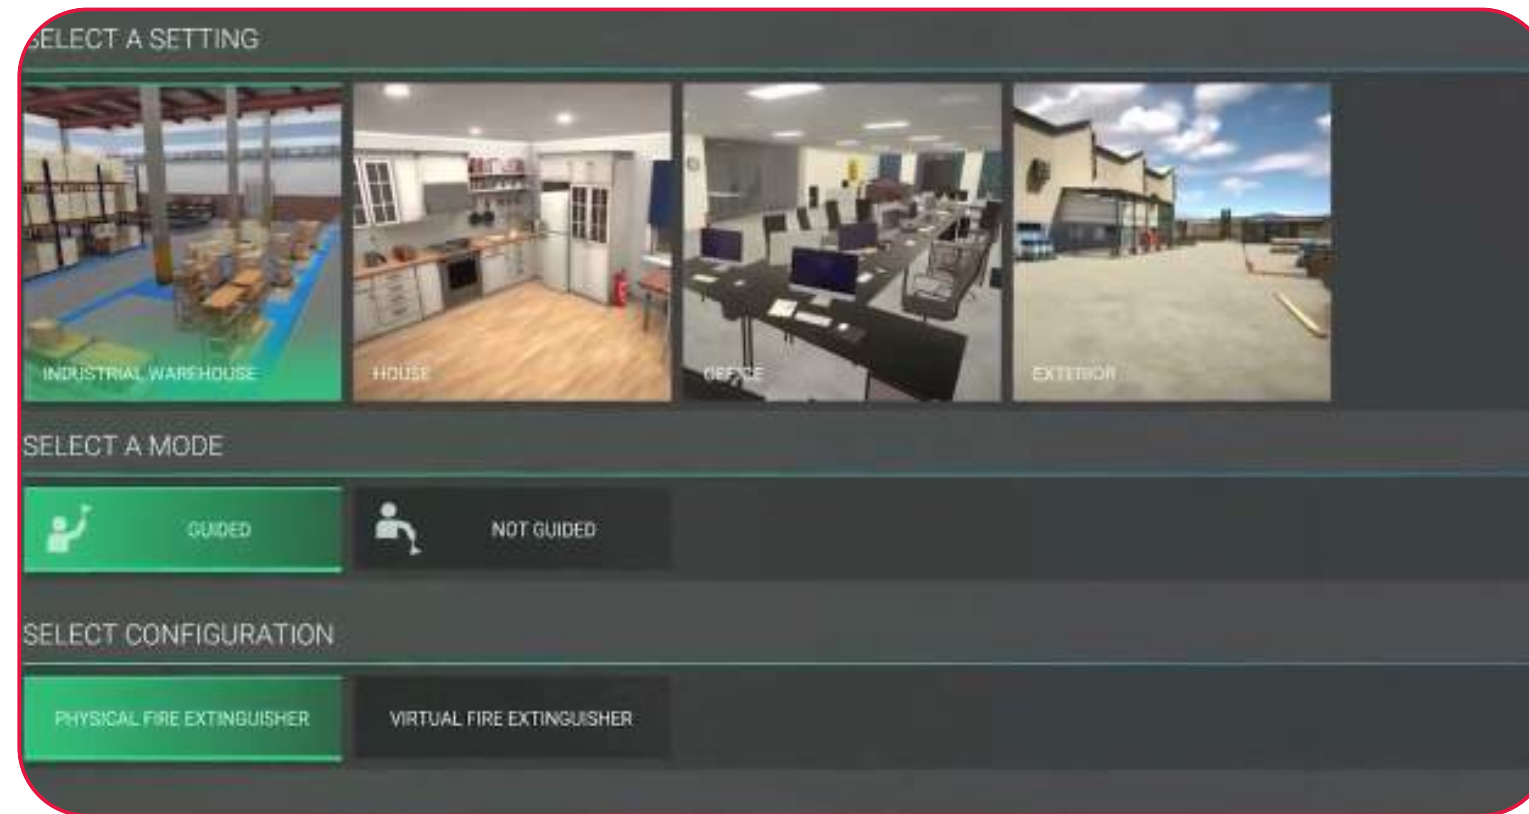 SELECT A SETTING
INDUSTRIAL WAREHOUSE
HOUSE
OFFICE
EXTERIOR
SELECT A MODE
GUIDED
NOT GUIDED
SELECT CONFIGURATION
PHYSICAL FIRE EXTINGUISHER
VIRTUAL FIRE EXTINGUISHER